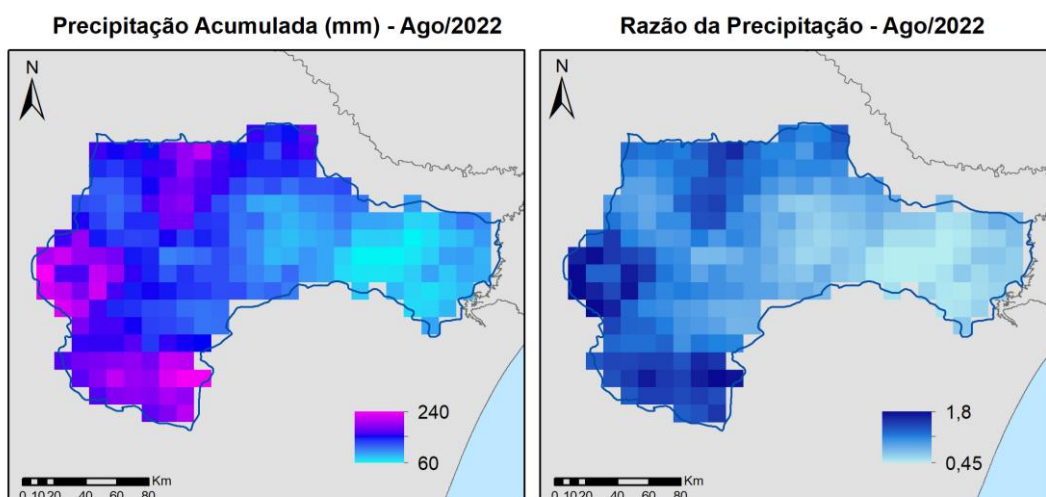 Precipitação Acumulada (mm) - Ago/2022
N
240
60
Km
0 10 20 40 60 80
Razão da Precipitação - Ago/2022
N
1,8
0,45
Km
0 10 20 40 60 80